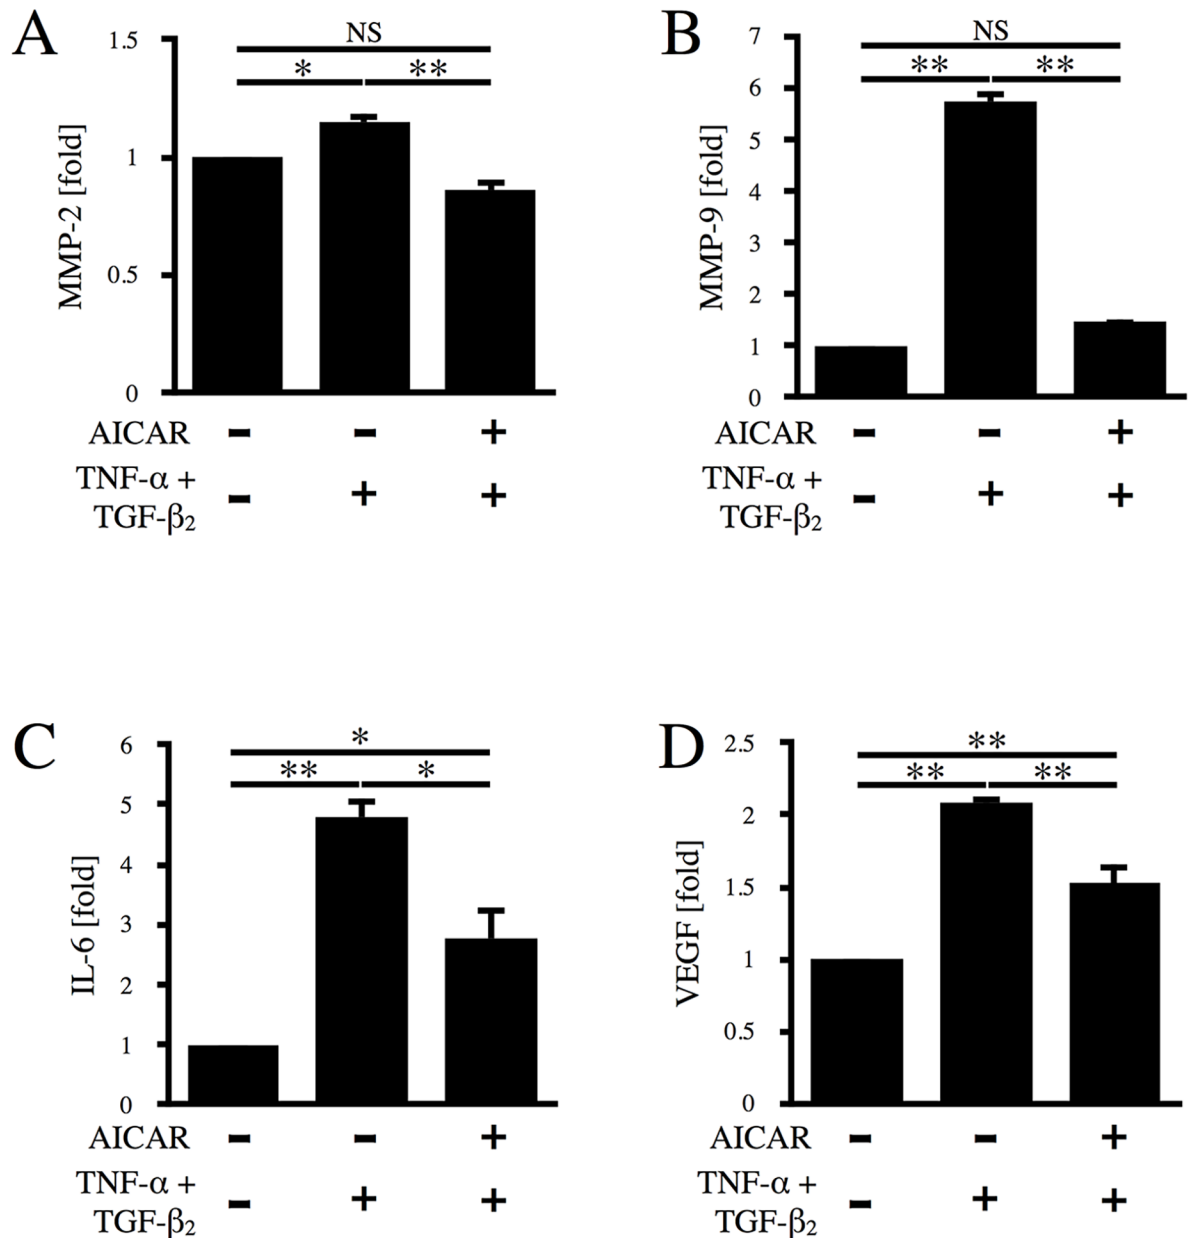 A
1.5
1
0.5
0
MMP-2 [fold]
NS
* **
AICAR - - +
TNF-α +
TGF-β₂ - + +
B
7
6
5
4
3
2
1
0
MMP-9 [fold]
NS
** **
AICAR - - +
TNF-α +
TGF-β₂ - + +
C
6
5
4
3
2
1
0
IL-6 [fold]
*
** *
AICAR - - +
TNF-α +
TGF-β₂ - + +
D
2.5
2
1.5
1
0.5
0
VEGF [fold]
**
** **
AICAR - - +
TNF-α +
TGF-β₂ - + +